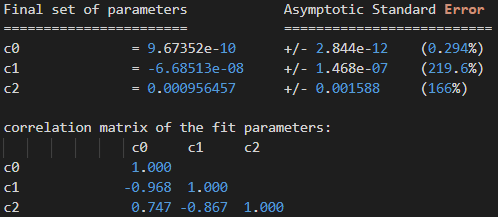 Final set of parameters            Asymptotic Standard Error
=======================            ==========================
c0              = 9.67352e-10      +/- 2.844e-12    (0.294%)
c1              = -6.68513e-08     +/- 1.468e-07    (219.6%)
c2              = 0.000956457      +/- 0.001588     (166%)
correlation matrix of the fit parameters:
                c0     c1     c2
c0              1.000
c1             -0.968  1.000
c2              0.747 -0.867  1.000